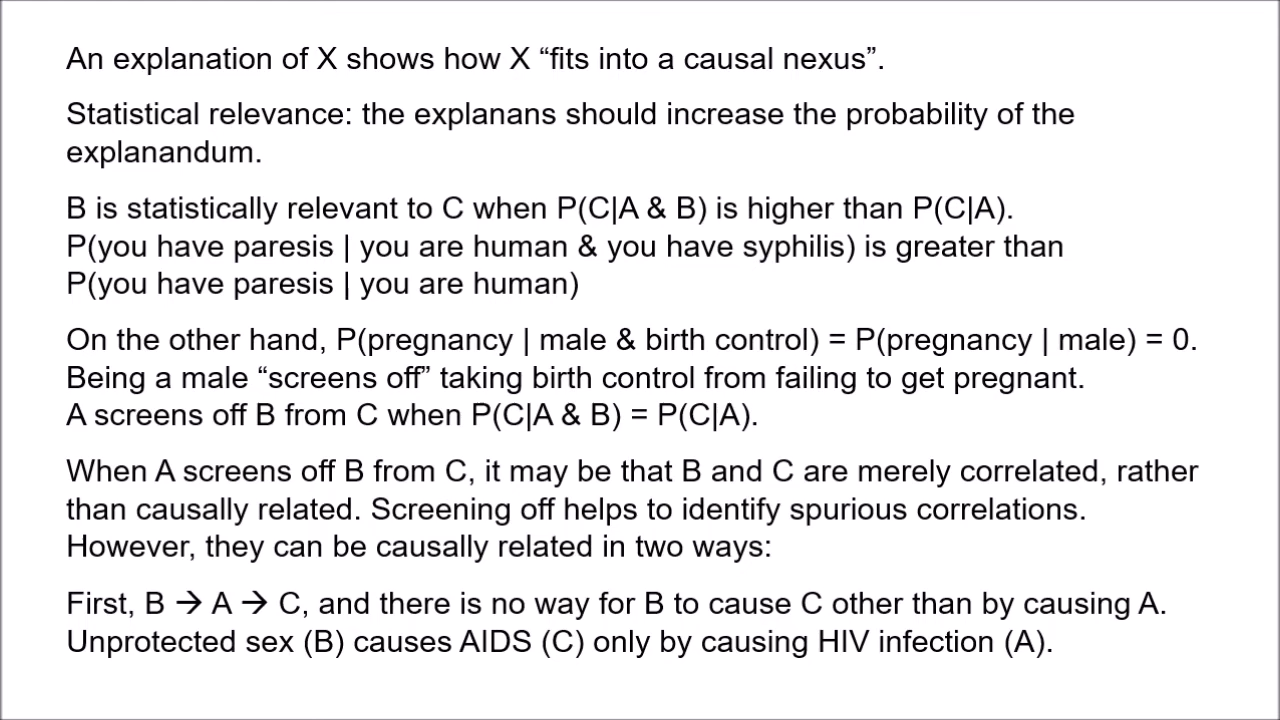 An explanation of X shows how X “fits into a causal nexus”.
Statistical relevance: the explanans should increase the probability of the
explanandum.
B is statistically relevant to C when P(C|A & B) is higher than P(C|A).
P(you have paresis | you are human & you have syphilis) is greater than
P(you have paresis | you are human)
On the other hand, P(pregnancy | male & birth control) = P(pregnancy | male) = 0.
Being a male “screens off” taking birth control from failing to get pregnant.
A screens off B from C when P(C|A & B) = P(C|A).
When A screens off B from C, it may be that B and C are merely correlated, rather
than causally related. Screening off helps to identify spurious correlations.
However, they can be causally related in two ways:
First, B → A → C, and there is no way for B to cause C other than by causing A.
Unprotected sex (B) causes AIDS (C) only by causing HIV infection (A).